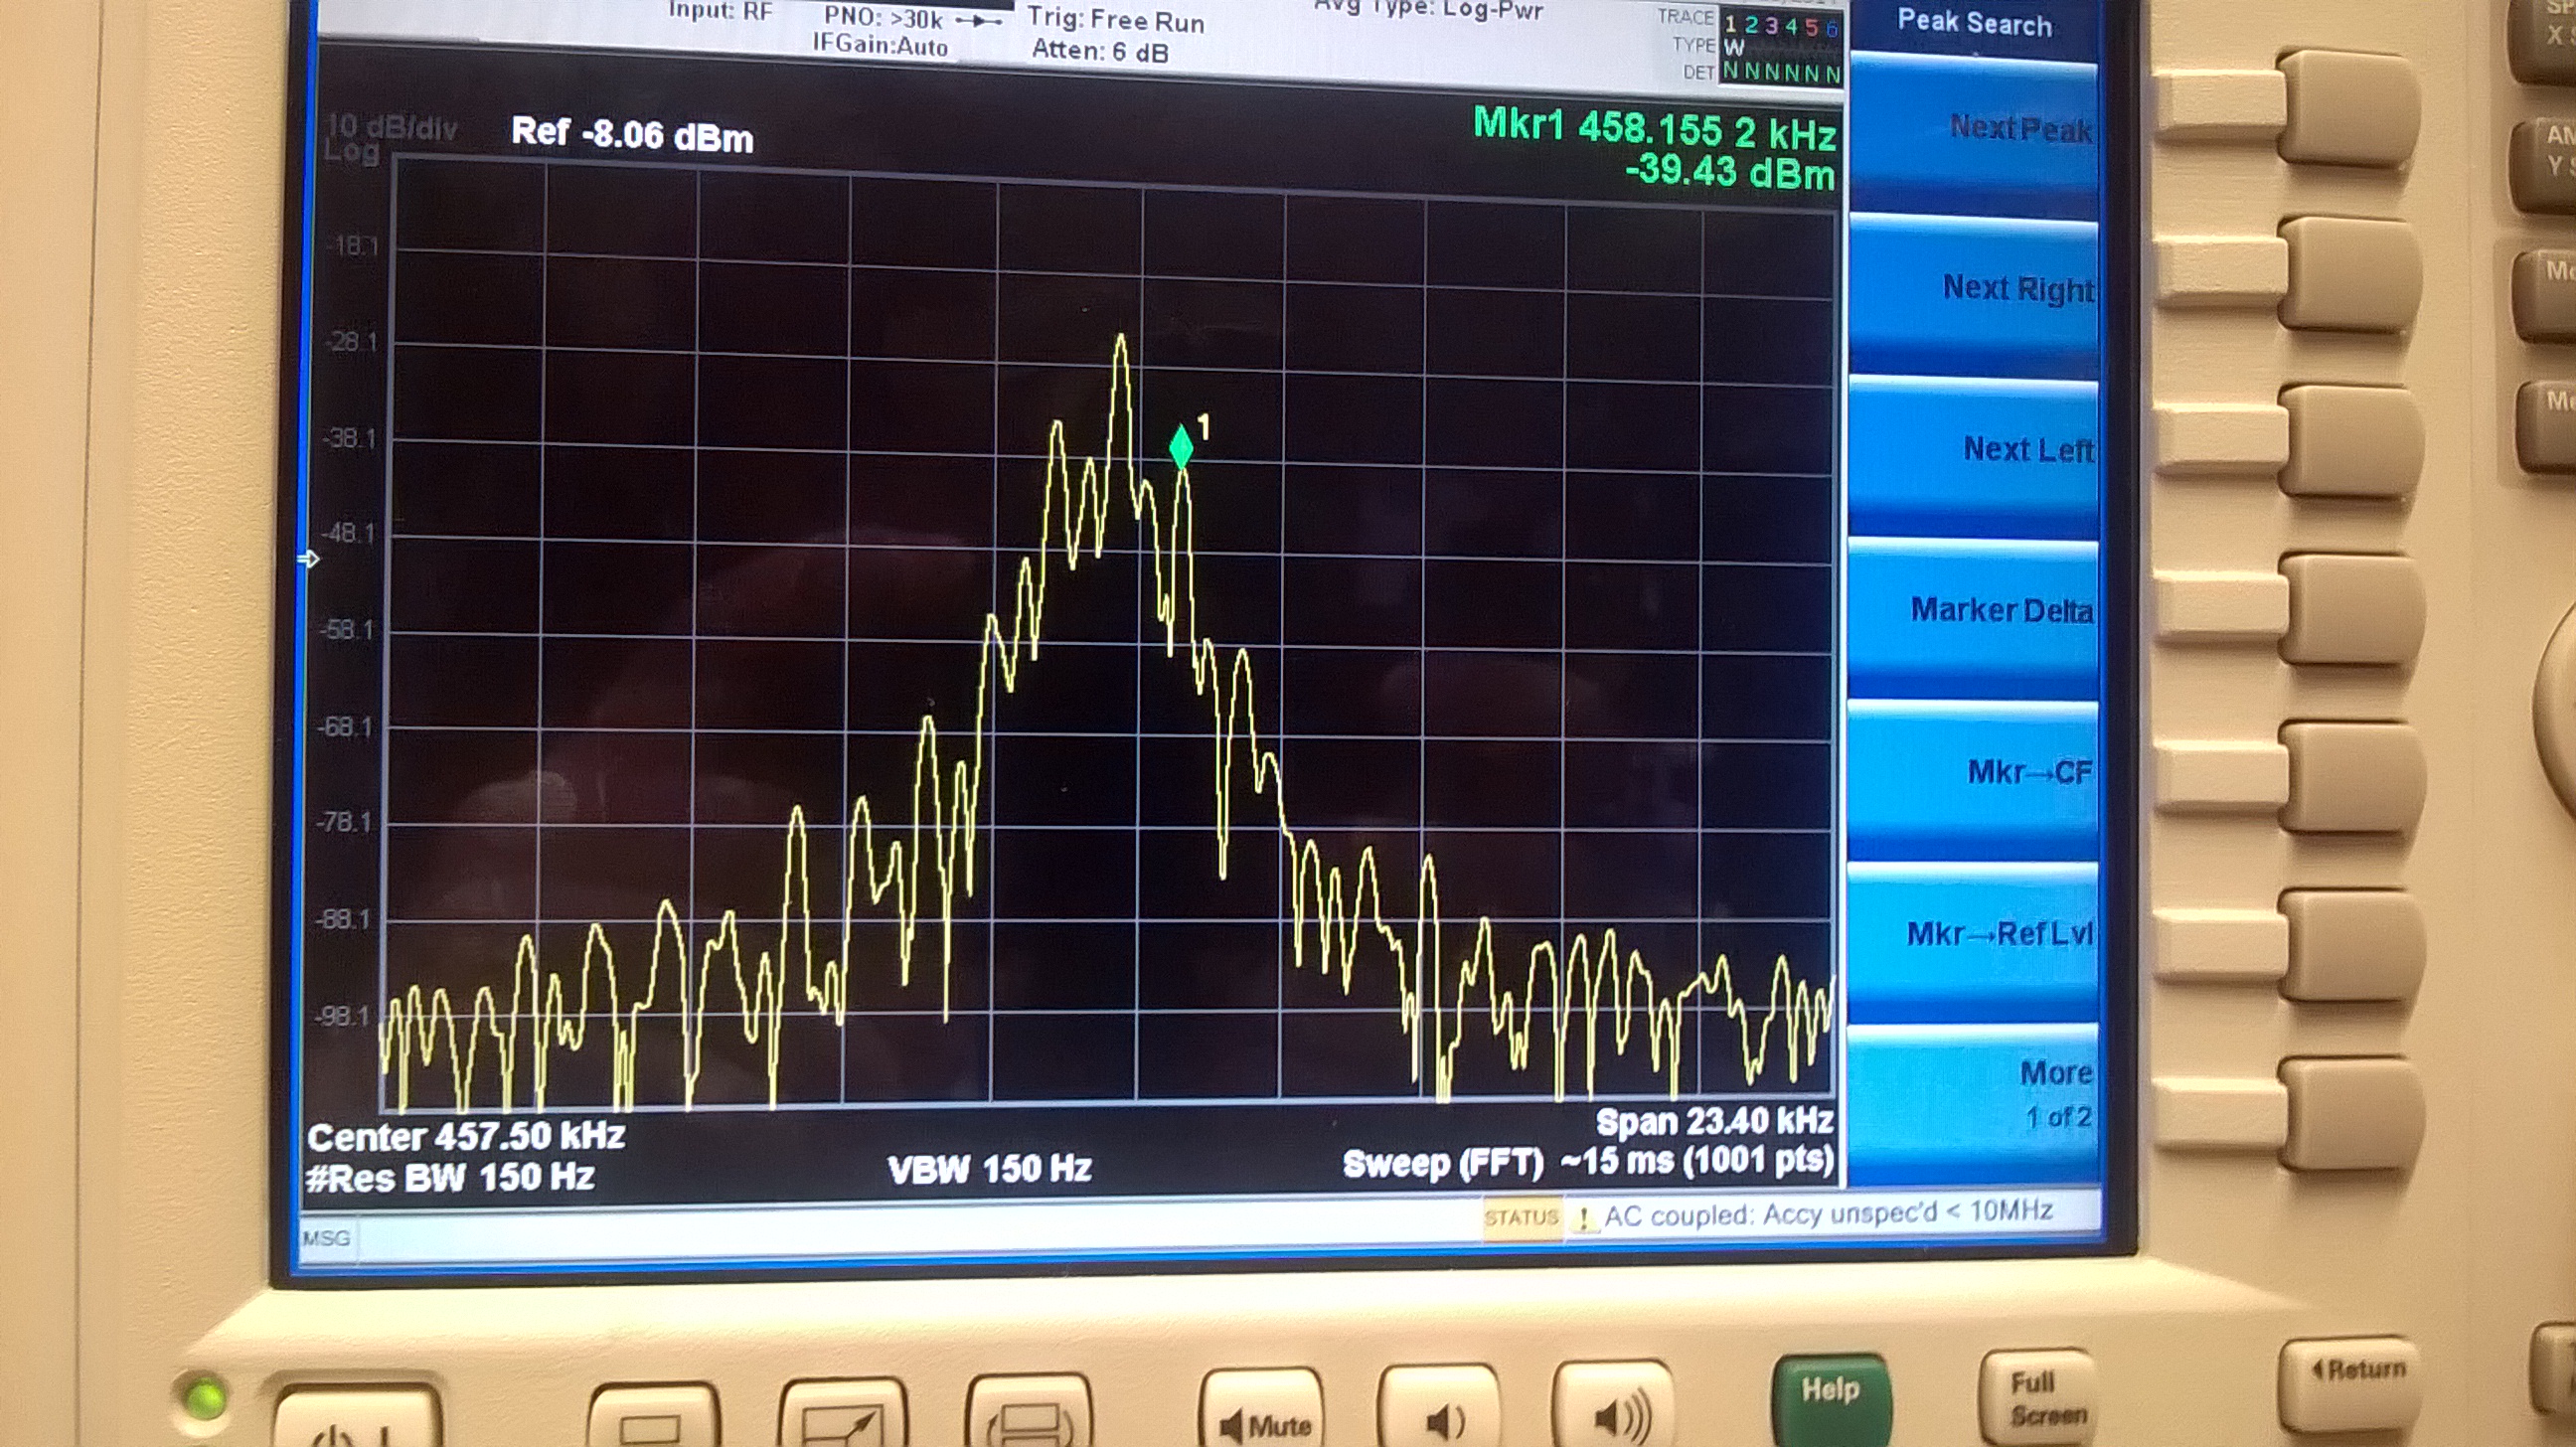 Input: RF
PNO: >30k
Trig: Free Run
Avg Type: Log-Pwr
TRACE 1 2 3 4 5 6
Peak Search
IFGain:Auto
Atten: 6 dB
TYPE W
DET N N N N N N
10 dB/div
Log
Ref -8.06 dBm
Mkr1 458.155 2 kHz
-39.43 dBm
-18.1
-28.1
-38.1
-48.1
-58.1
-68.1
-78.1
-88.1
-98.1
1
Center 457.50 kHz
Span 23.40 kHz
#Res BW 150 Hz
VBW 150 Hz
Sweep (FFT) ~15 ms (1001 pts)
MSG
STATUS ! AC coupled: Accy unspec'd < 10MHz
Next Peak
Next Right
Next Left
Marker Delta
Mkr→CF
Mkr→Ref Lvl
More
1 of 2
Mute
Help
Full
Screen
Return